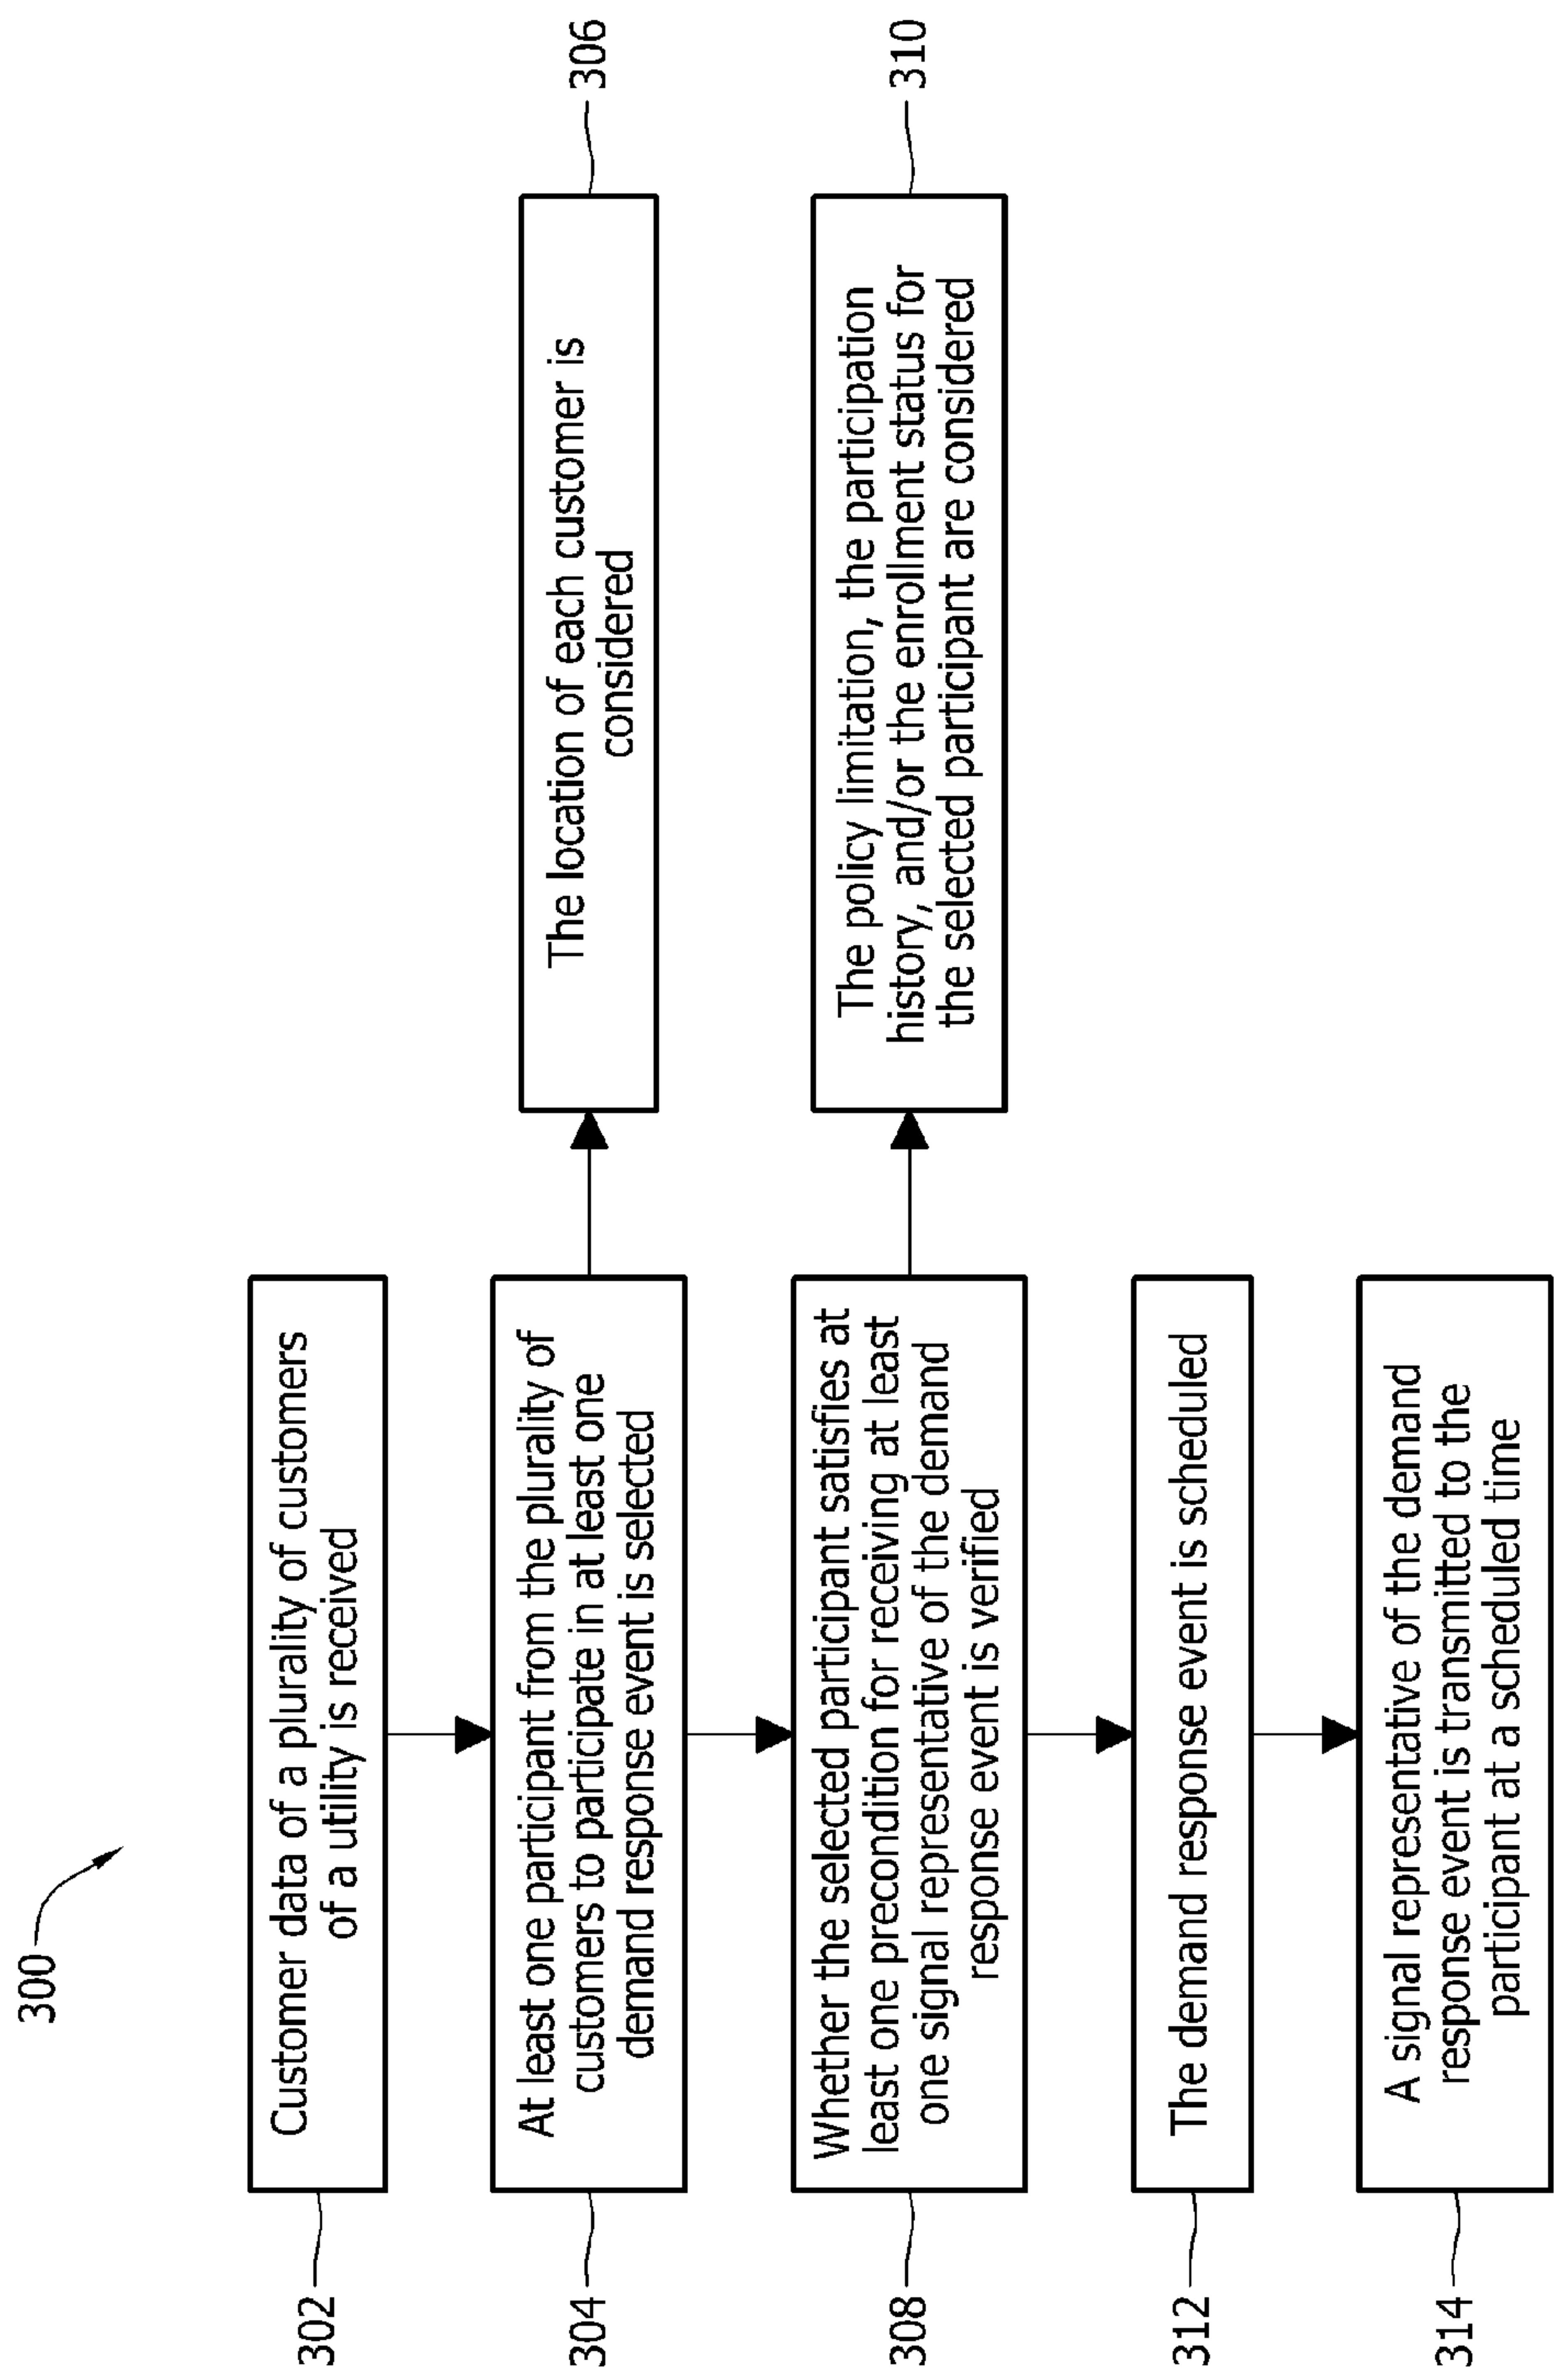 300
302
Customer data of a plurality of customers
of a utility is received
304
At least one participant from the plurality of
customers to participate in at least one
demand response event is selected
306
The location of each customer is
considered
308
Whether the selected participant satisfies at
least one precondition for receiving at least
one signal representative of the demand
response event is verified
310
The policy limitation, the participation
history, and/or the enrollment status for
the selected participant are considered
312
The demand response event is scheduled
314
A signal representative of the demand
response event is transmitted to the
participant at a scheduled time